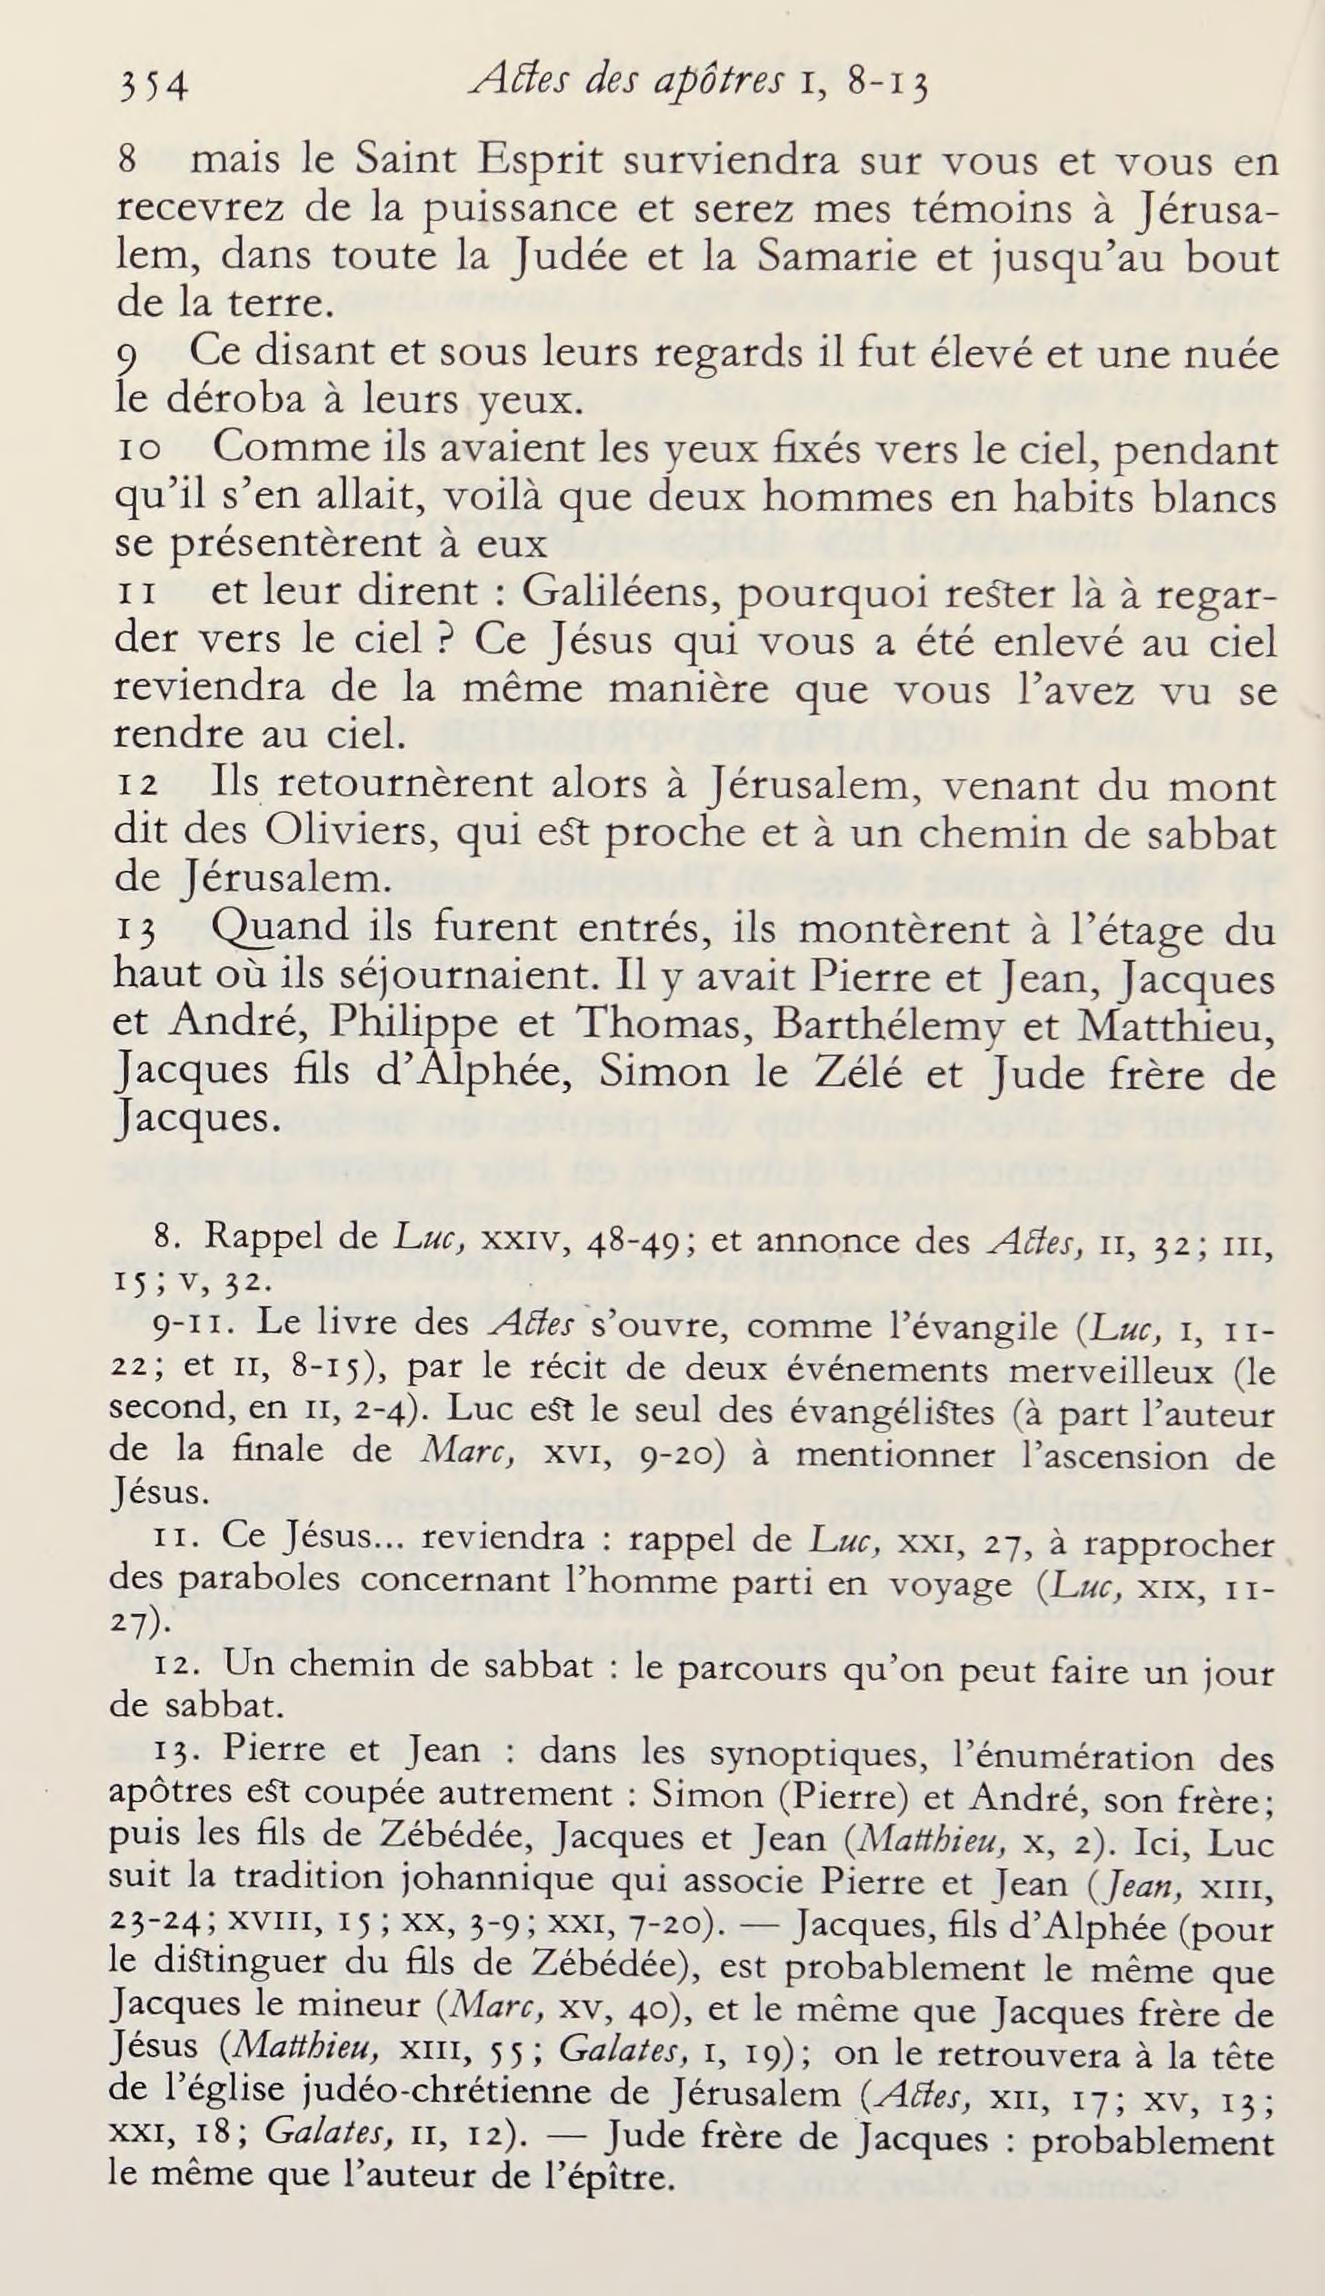 354 Actes des apôtres I, 8-13
8 mais le Saint Esprit surviendra sur vous et vous en
recevrez de la puissance et serez mes témoins à Jérusa-
lem, dans toute la Judée et la Samarie et jusqu'au bout
de la terre.
9 Ce disant et sous leurs regards il fut élevé et une nuée
le déroba à leurs yeux.
10 Comme ils avaient les yeux fixés vers le ciel, pendant
qu'il s'en allait, voilà que deux hommes en habits blancs
se présentèrent à eux
11 et leur dirent : Galiléens, pourquoi rester là à regar-
der vers le ciel ? Ce Jésus qui vous a été enlevé au ciel
reviendra de la même manière que vous l'avez vu se
rendre au ciel.
12 Ils retournèrent alors à Jérusalem, venant du mont
dit des Oliviers, qui est proche et à un chemin de sabbat
de Jérusalem.
13 Quand ils furent entrés, ils montèrent à l'étage du
haut où ils séjournaient. Il y avait Pierre et Jean, Jacques
et André, Philippe et Thomas, Barthélemy et Matthieu,
Jacques fils d'Alphée, Simon le Zélé et Jude frère de
Jacques.
8. Rappel de Luc, XXIV, 48-49; et annonce des Actes, II, 32; III,
15; V, 32.
9-11. Le livre des Actes s'ouvre, comme l'évangile (Luc, I, 11-
22; et II, 8-15), par le récit de deux événements merveilleux (le
second, en II, 2-4). Luc est le seul des évangélistes (à part l'auteur
de la finale de Marc, XVI, 9-20) à mentionner l'ascension de
Jésus.
11. Ce Jésus... reviendra : rappel de Luc, XXI, 27, à rapprocher
des paraboles concernant l'homme parti en voyage (Luc, XIX, 11-
27).
12. Un chemin de sabbat : le parcours qu'on peut faire un jour
de sabbat.
13. Pierre et Jean : dans les synoptiques, l'énumération des
apôtres est coupée autrement : Simon (Pierre) et André, son frère;
puis les fils de Zébédée, Jacques et Jean (Matthieu, X, 2). Ici, Luc
suit la tradition johannique qui associe Pierre et Jean (Jean, XIII,
23-24; XVIII, 15; XX, 3-9; XXI, 7-20). — Jacques, fils d'Alphée (pour
le distinguer du fils de Zébédée), est probablement le même que
Jacques le mineur (Marc, XV, 40), et le même que Jacques frère de
Jésus (Matthieu, XIII, 55; Galates, I, 19); on le retrouvera à la tête
de l'église judéo-chrétienne de Jérusalem (Actes, XII, 17; XV, 13;
XXI, 18; Galates, II, 12). — Jude frère de Jacques : probablement
le même que l'auteur de l'épître.